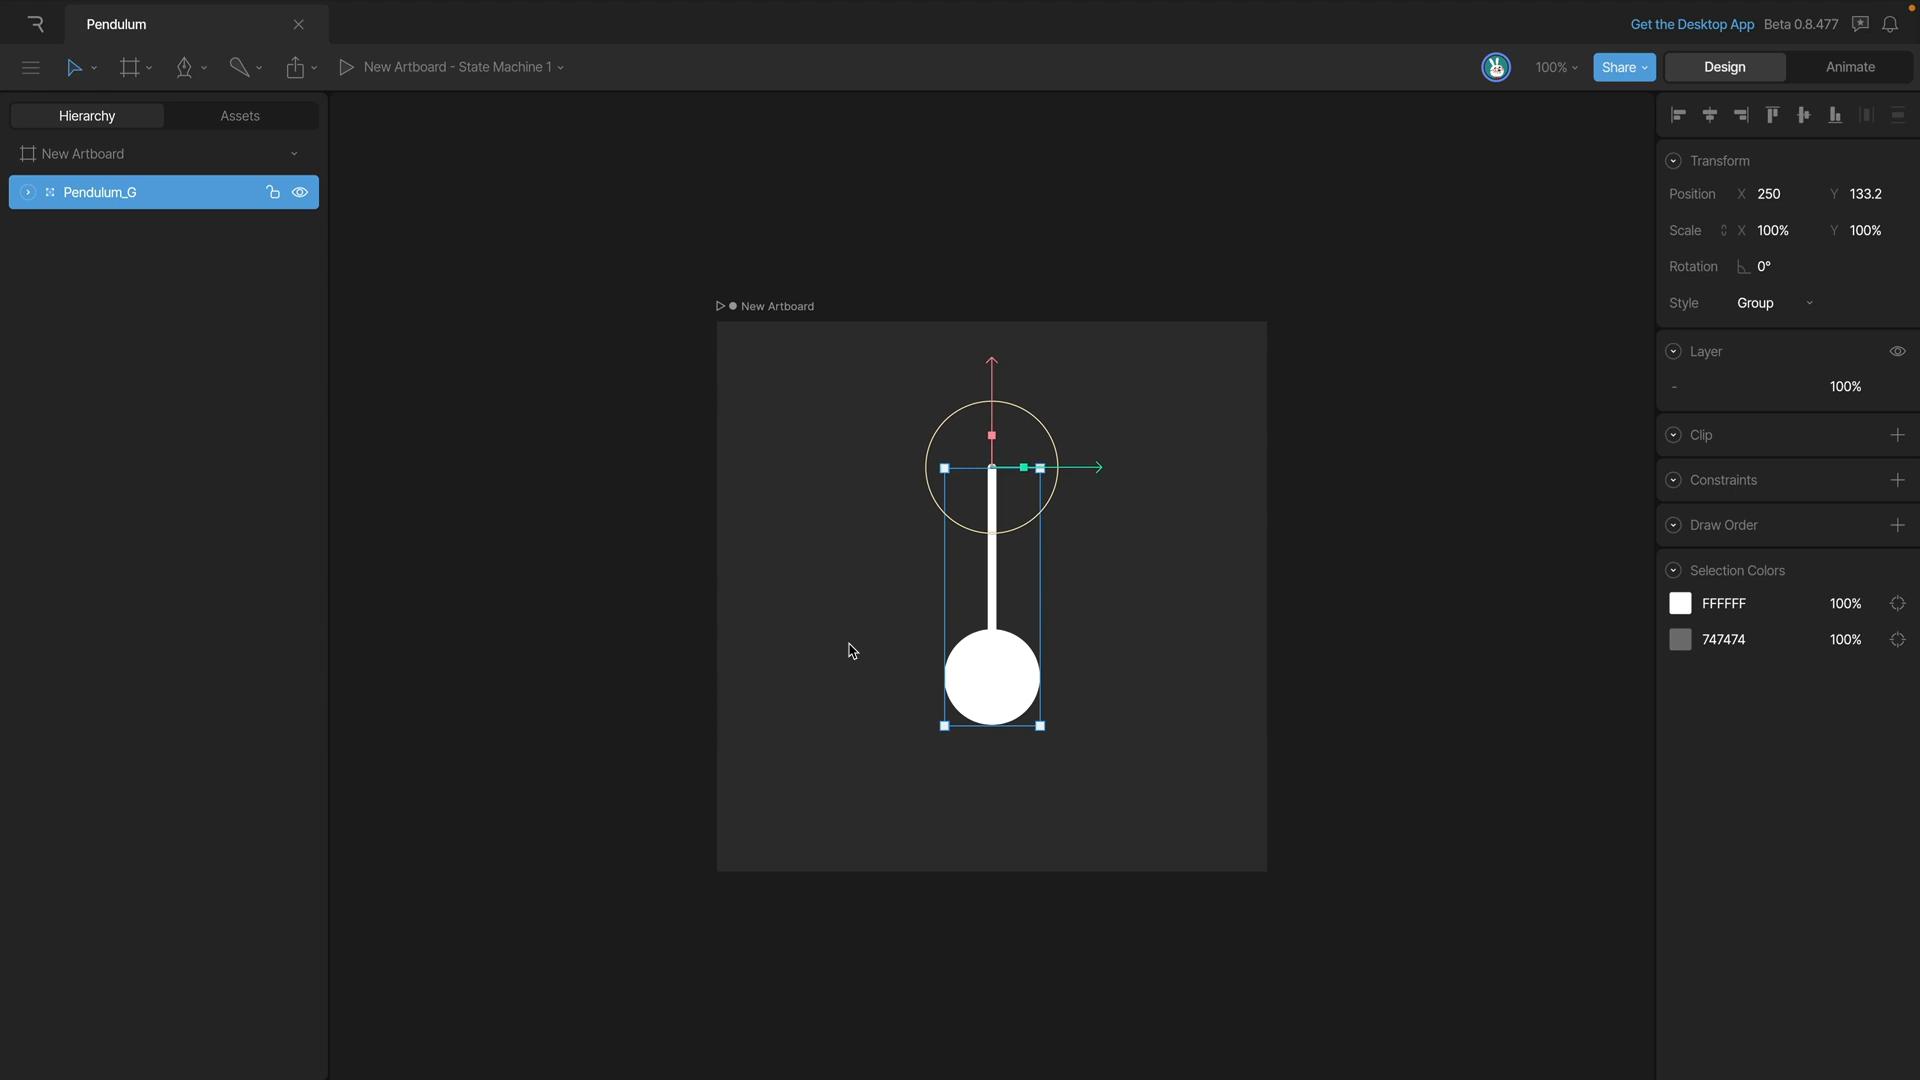 Pendulum
Get the Desktop App Beta 0.8.477
New Artboard - State Machine 1
100%
Share
Design
Animate
Hierarchy
Assets
New Artboard
Pendulum_G
New Artboard
Transform
Position X 250 Y 133.2
Scale X 100% Y 100%
Rotation 0°
Style Group
Layer
- 100%
Clip
Constraints
Draw Order
Selection Colors
FFFFFF 100%
747474 100%